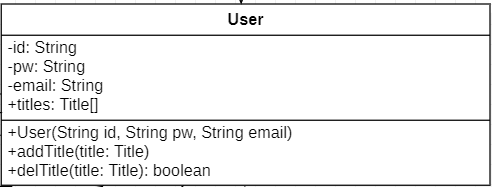 User
-id: String
-pw: String
-email: String
+titles: Title[]
+User(String id, String pw, String email)
+addTitle(title: Title)
+delTitle(title: Title): boolean